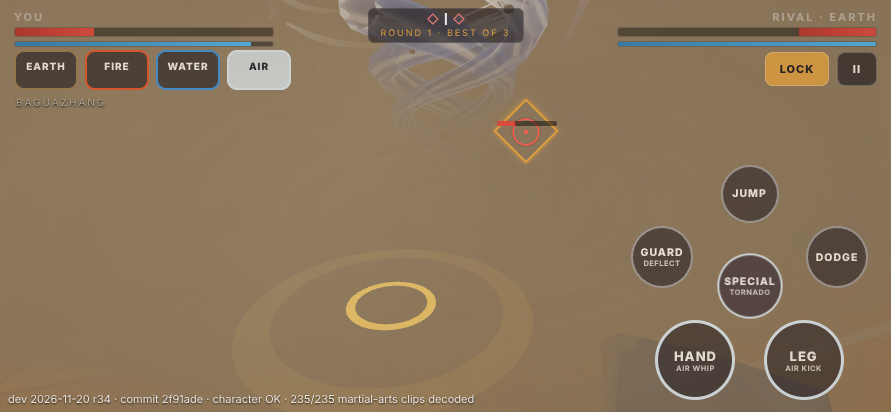 YOU
ROUND 1 · BEST OF 3
RIVAL · EARTH
EARTH
FIRE
WATER
AIR
LOCK
BAGUAZHANG
JUMP
GUARD
DEFLECT
DODGE
SPECIAL
TORNADO
HAND
AIR WHIP
LEG
AIR KICK
dev 2026-11-20 r34 · commit 2f91ade · character OK · 235/235 martial-arts clips decoded